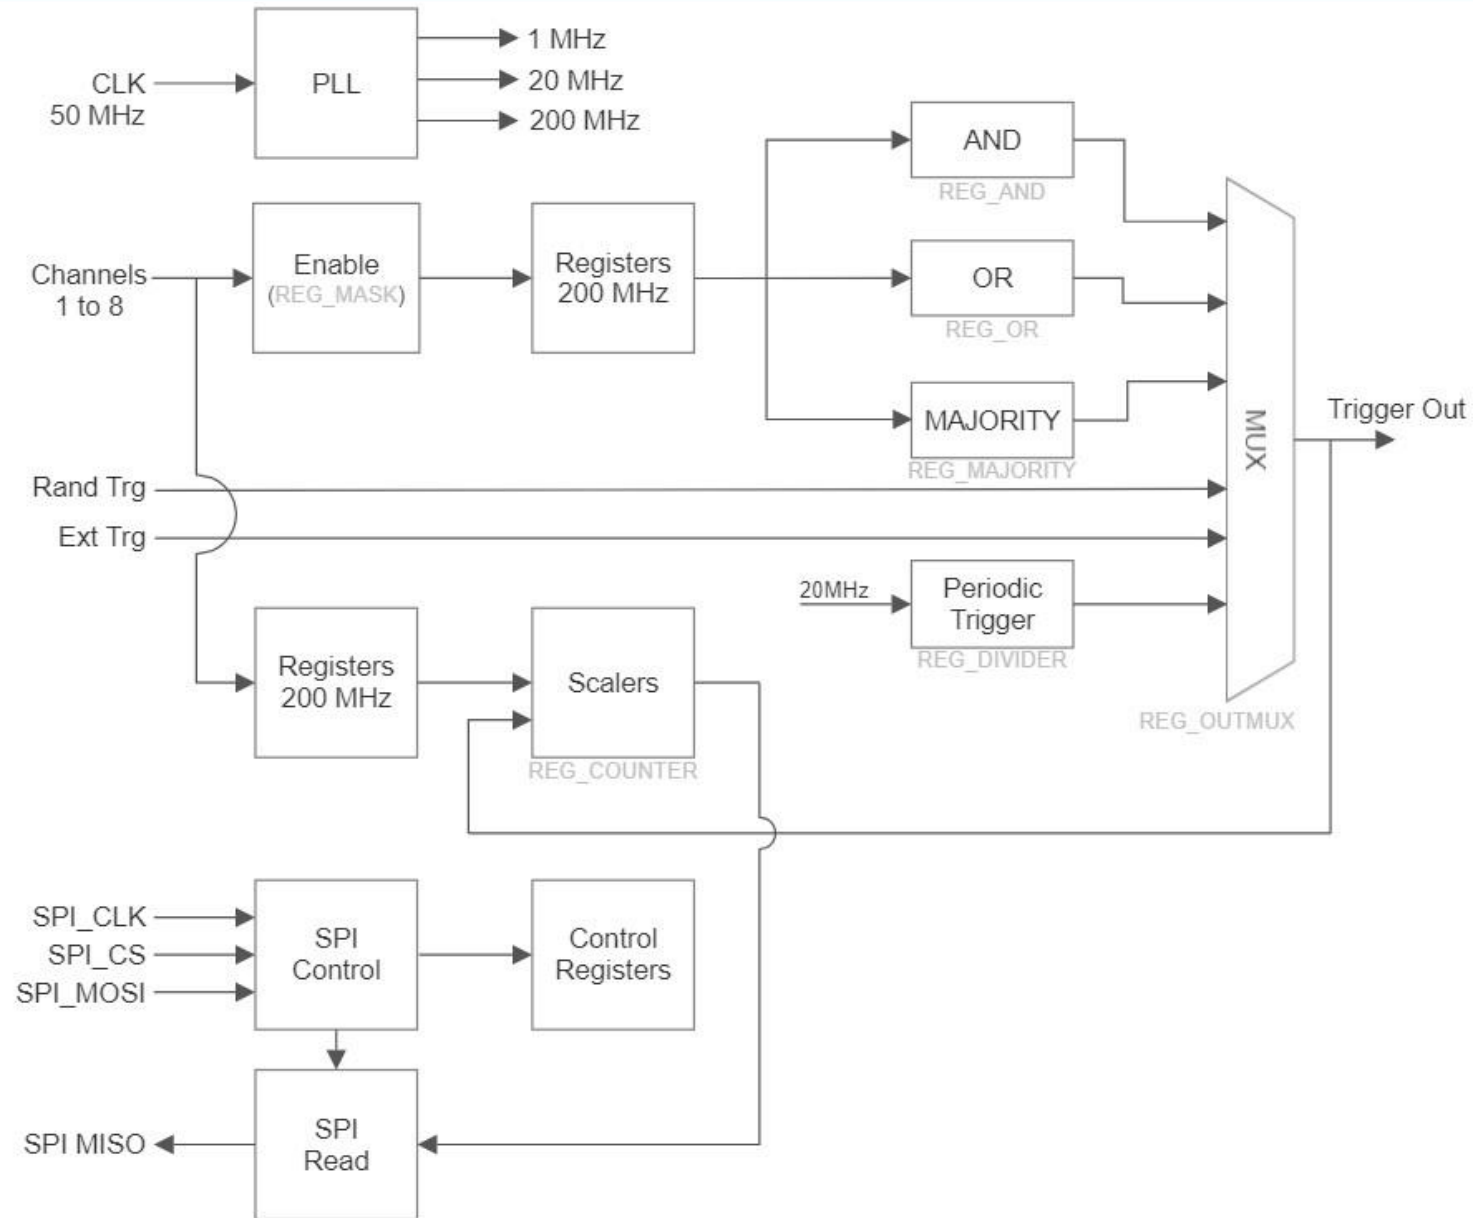 1 MHz
CLK
50 MHz
PLL
20 MHz
200 MHz
AND
REG_AND
Channels
1 to 8
Enable
(REG_MASK)
Registers
200 MHz
OR
REG_OR
MAJORITY
REG_MAJORITY
MUX
Trigger Out
Rand Trg
Ext Trg
20MHz
Periodic
Trigger
REG_DIVIDER
REG_OUTMUX
Registers
200 MHz
Scalers
REG_COUNTER
SPI_CLK
SPI_CS
SPI_MOSI
SPI
Control
Control
Registers
SPI MISO
SPI
Read